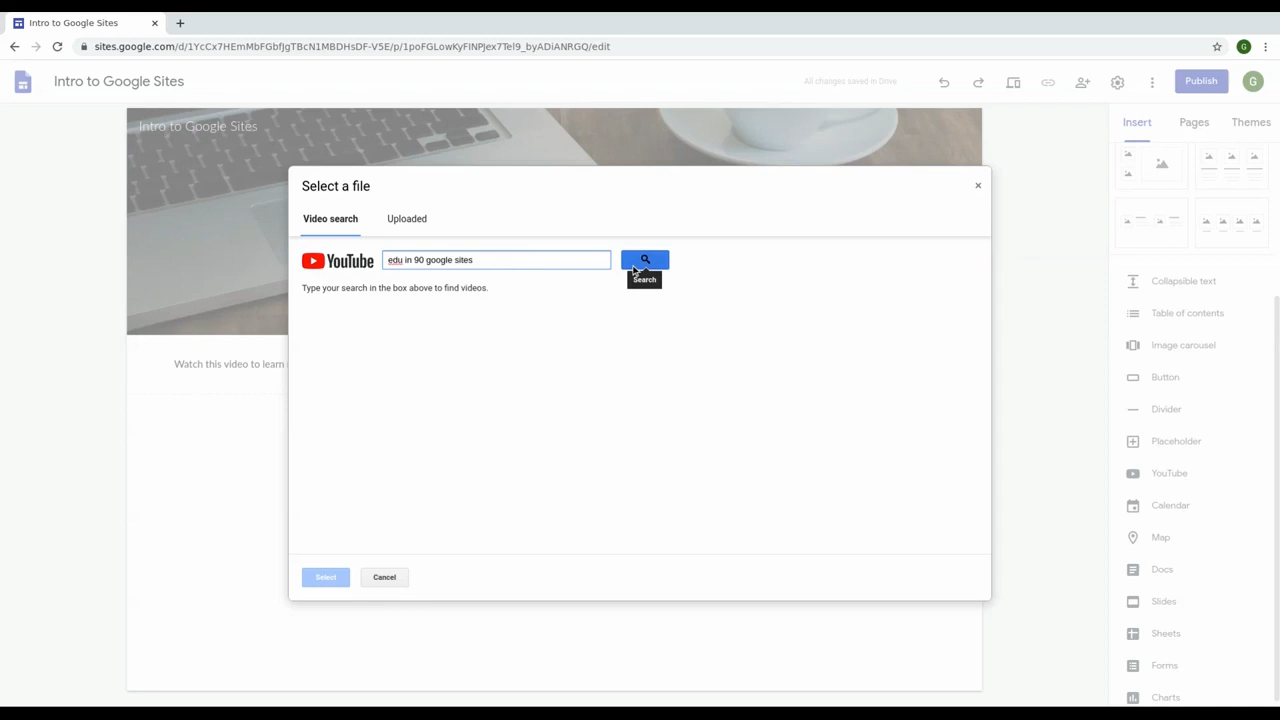 Intro to Google Sites
sites.google.com/d/1YcCx7HEmMbFGbfJgTBcN1MBDHsDF-V5E/p/1poFGLowKyFINPJex7Tel9_byADiANRGQ/edit
G
Intro to Google Sites
All changes saved in Drive
Publish
G
Intro to Google Sites
Insert
Pages
Themes
Select a file
Video search
Uploaded
YouTube
edu in 90 google sites
Search
Type your search in the box above to find videos.
Watch this video to learn
Select
Cancel
Collapsible text
Table of contents
Image carousel
Button
Divider
Placeholder
YouTube
Calendar
Map
Docs
Slides
Sheets
Forms
Charts